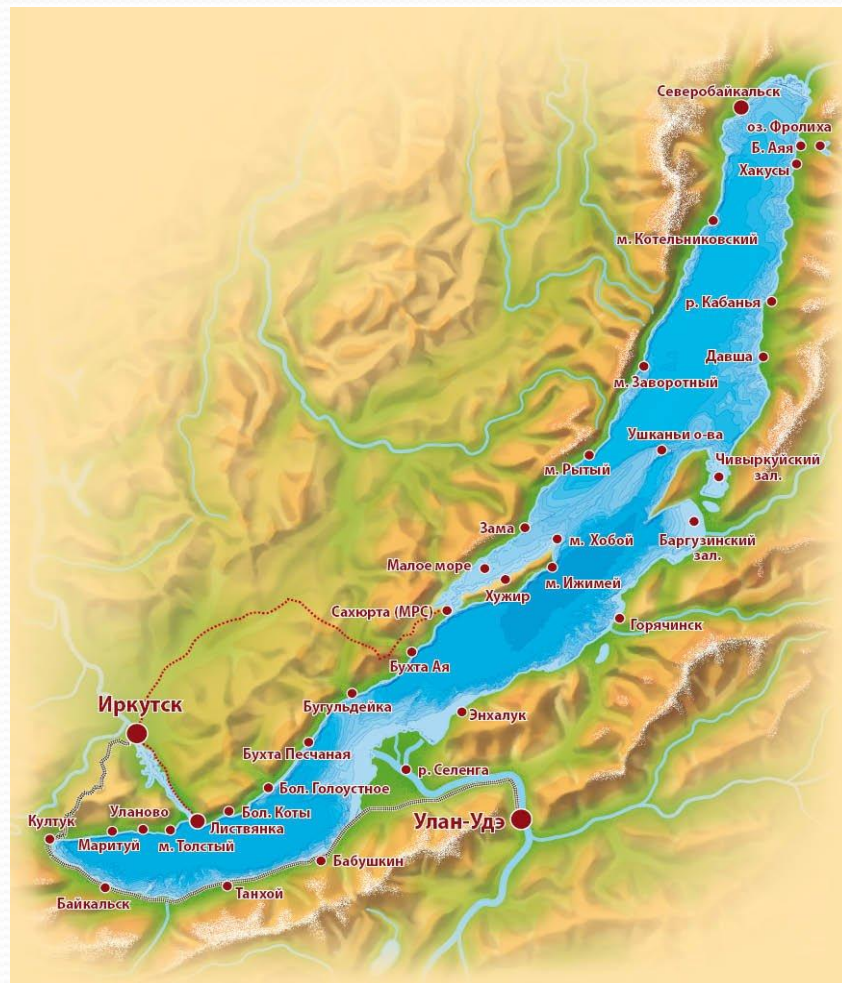 Северобайкальск
оз. Фролиха
Б. Аяя
Хакусы
м. Котельниковский
р. Кабанья
Давша
м. Заворотный
Ушканьи о-ва
Чивыркуйский
зал.
м. Рытый
Зама
м. Хобой
Баргузинский
зал.
Малое море
м. Ижимей
Хужир
Сахюрта (МРС)
Горячинск
Бухта Ая
Бугульдейка
Иркутск
Энхалук
Бухта Песчаная
р. Селенга
Бол. Голоустное
Уланово
Бол. Коты
Улан-Удэ
Култук
Листвянка
Маритуй
м. Толстый
Бабушкин
Танхой
Байкальск